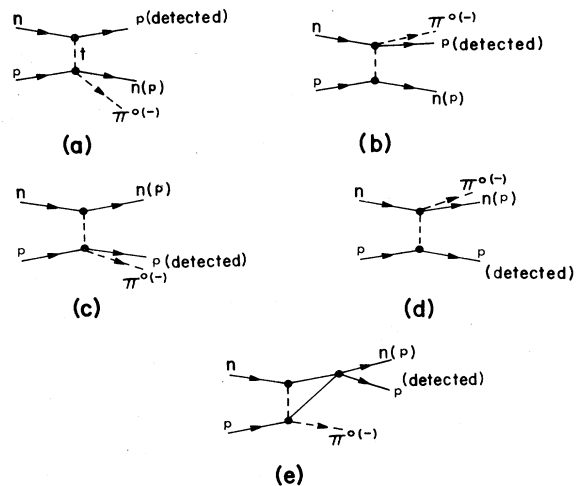 n p(detected)
t
p n(p)
π°(-)
(a)
π°(-)
n p(detected)
p n(p)
(b)
n n(p)
p p(detected)
π°(-)
(c)
π°(-)
n n(p)
p p
(detected)
(d)
n n(p)
p(detected)
p π°(-)
(e)